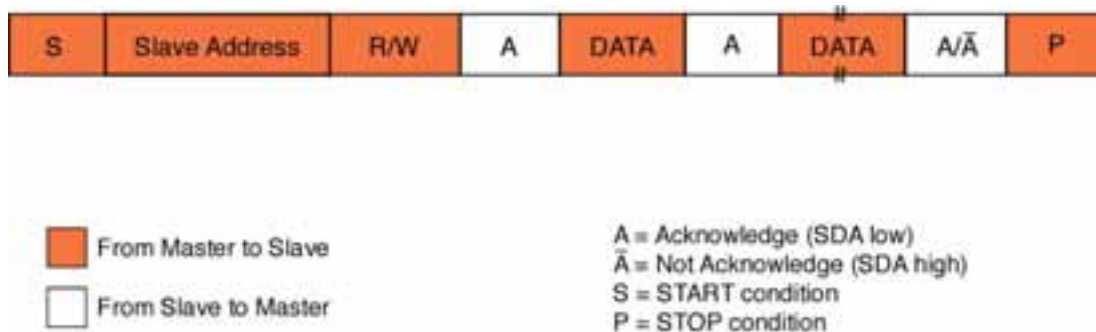 S Slave Address R/W A DATA A DATA A/A̅ P
From Master to Slave
From Slave to Master
A = Acknowledge (SDA low)
A̅ = Not Acknowledge (SDA high)
S = START condition
P = STOP condition